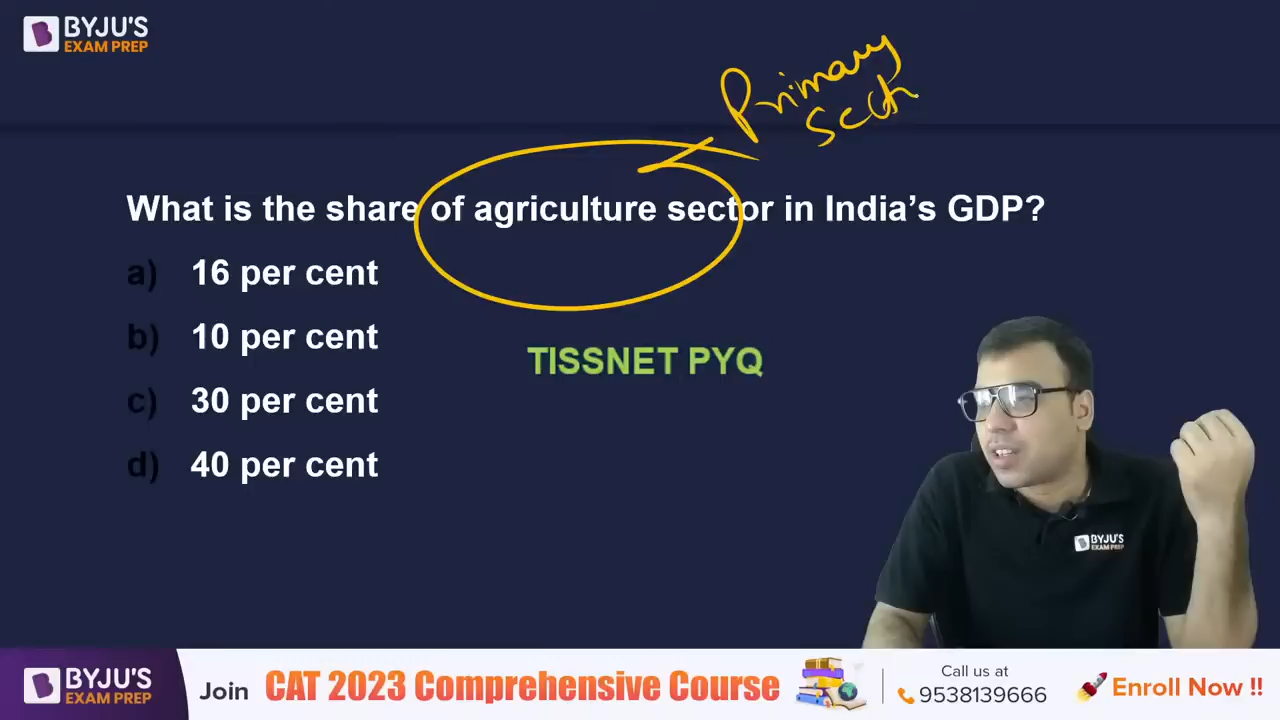 BYJU'S
EXAM PREP
Primary
What is the share of agriculture sector in India's GDP?
a) 16 per cent
b) 10 per cent
c) 30 per cent
d) 40 per cent
TISSNET PYQ
BYJU'S
EXAM PREP
BYJU'S
EXAM PREP
Join CAT 2023 Comprehensive Course
Call us at
9538139666
Enroll Now !!